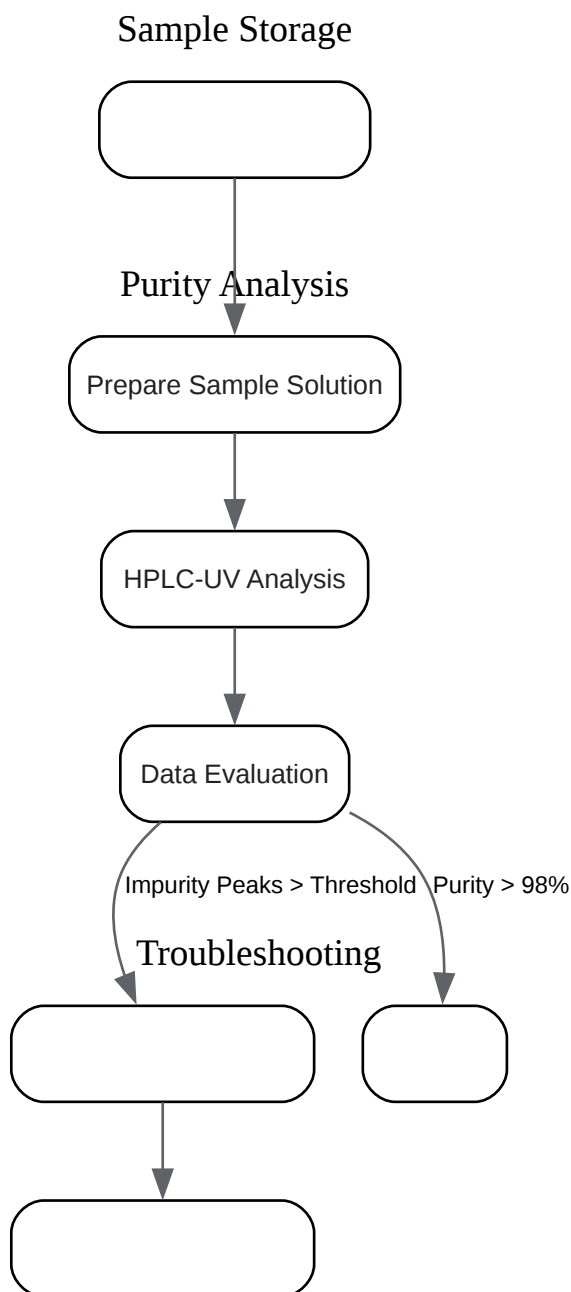 Sample Storage
Purity Analysis
Prepare Sample Solution
HPLC-UV Analysis
Data Evaluation
Impurity Peaks > Threshold
Purity > 98%
Troubleshooting